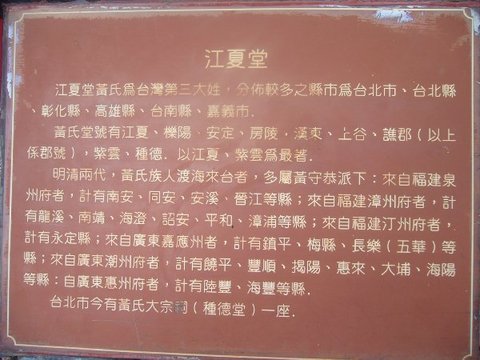 江夏堂
江夏堂黃氏為台灣第三大姓，分佈較多之縣市為台北市、台北縣
、彰化縣、高雄縣、台南縣、嘉義市．
黃氏堂號有江夏、櫟陽、安定、房陵，漢東、上谷、譙郡（以上
係郡號），紫雲、種德．以江夏、紫雲為最著．
明清兩代，黃氏族人渡海來台者，多屬黃守恭派下：來自福建泉
州府者，計有南安、同安、安溪、晉江等縣；來自福建漳州府者，計
有龍溪、南靖、海澄、詔安、平和、漳浦等縣；來自福建汀州府者，
計有永定縣；來自廣東嘉應州者，計有鎮平、梅縣、長樂（五華）等
縣；來自廣東潮州府者，計有饒平、豐順、揭陽、惠來、大埔、海陽
等縣：自廣東惠州府者，計有陸豐、海豐等縣．
台北市今有黃氏大宗祠（種德堂）一座．